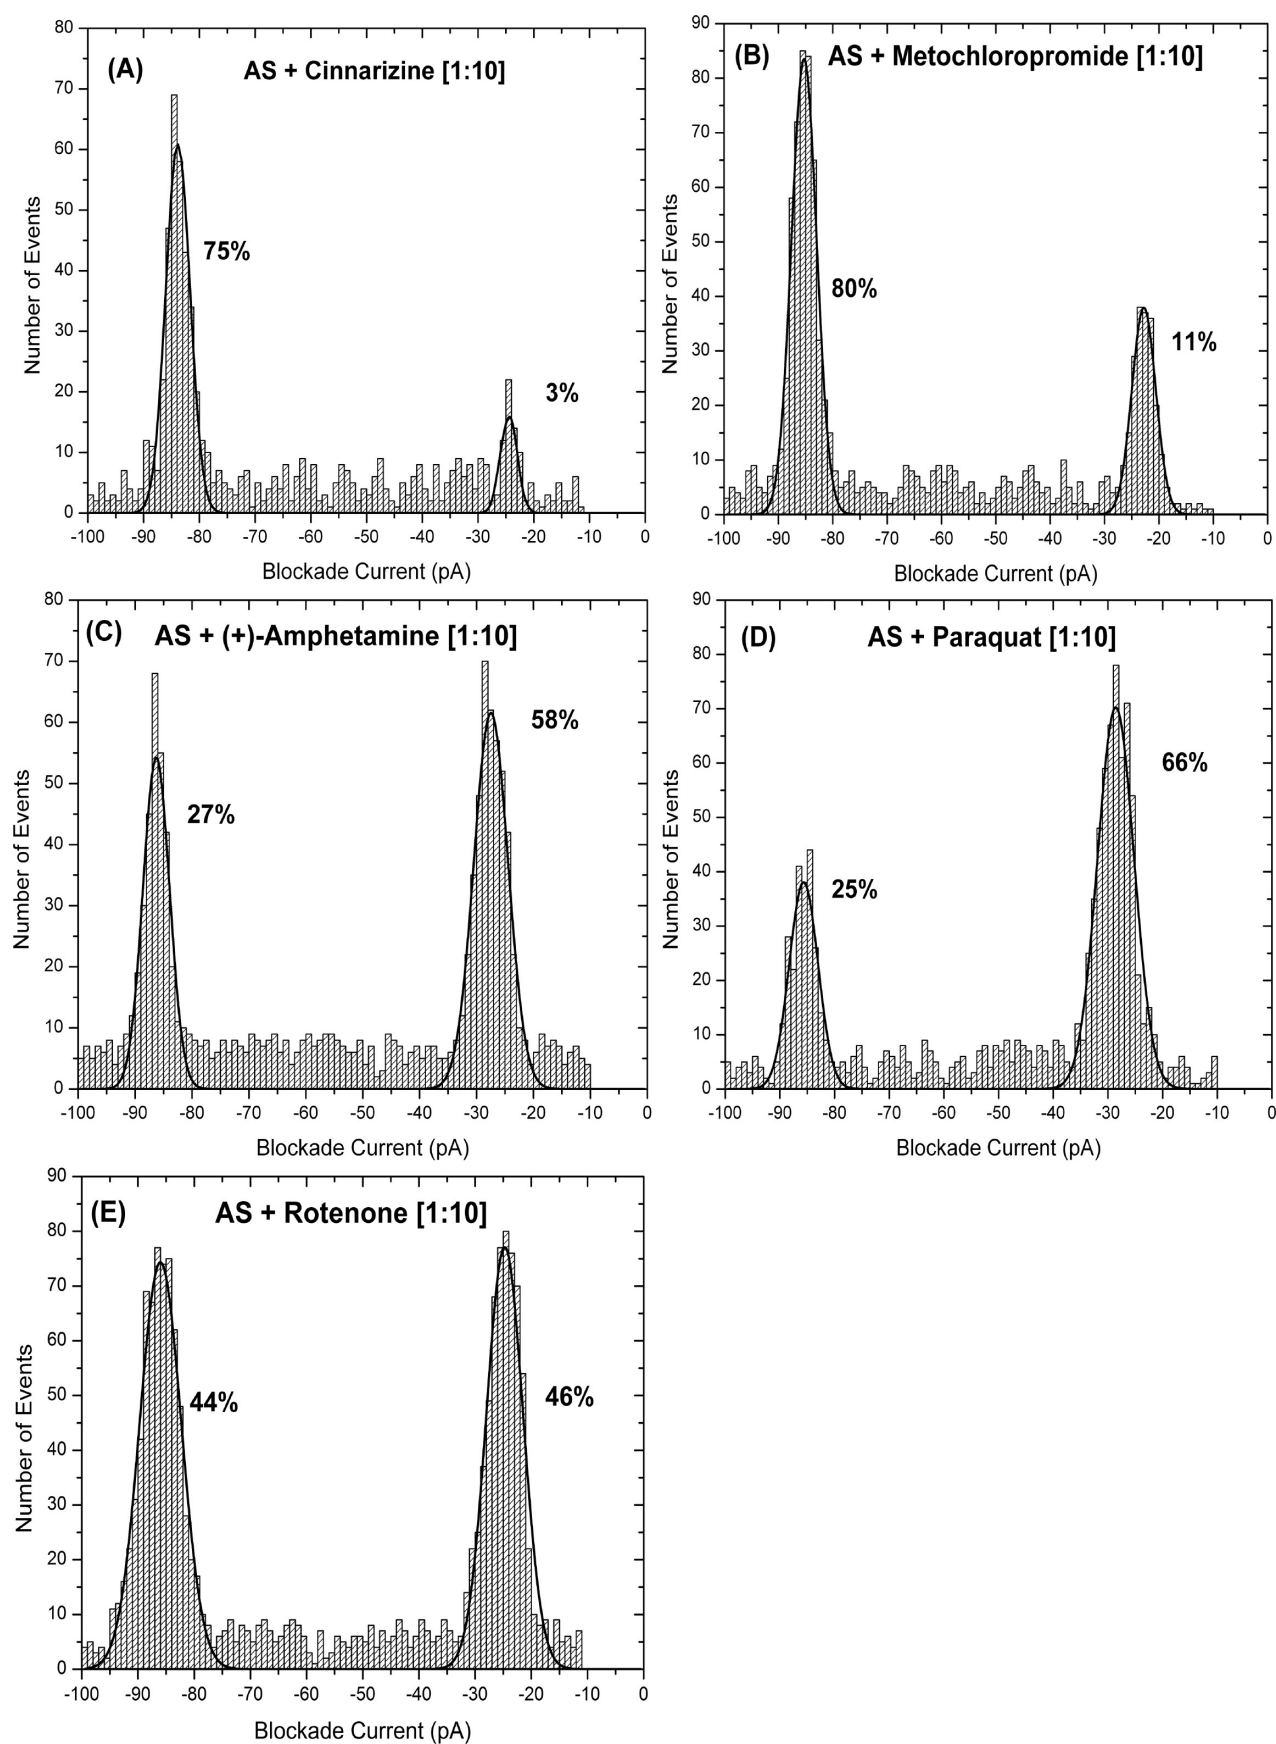 (A) AS + Cinnarizine [1:10]
80
70
60
50
40
30
20
10
0
Number of Events
75%
3%
-100 -90 -80 -70 -60 -50 -40 -30 -20 -10 0
Blockade Current (pA)
(B) AS + Metochloropromide [1:10]
90
80
70
60
50
40
30
20
10
0
Number of Events
80%
11%
-100 -90 -80 -70 -60 -50 -40 -30 -20 -10 0
Blockade Current (pA)
(C) AS + (+)-Amphetamine [1:10]
80
70
60
50
40
30
20
10
0
Number of Events
58%
27%
-100 -90 -80 -70 -60 -50 -40 -30 -20 -10 0
Blockade Current (pA)
(D) AS + Paraquat [1:10]
90
80
70
60
50
40
30
20
10
0
Number of Events
66%
25%
-100 -90 -80 -70 -60 -50 -40 -30 -20 -10 0
Blockade Current (pA)
(E) AS + Rotenone [1:10]
90
80
70
60
50
40
30
20
10
0
Number of Events
44%
46%
-100 -90 -80 -70 -60 -50 -40 -30 -20 -10 0
Blockade Current (pA)